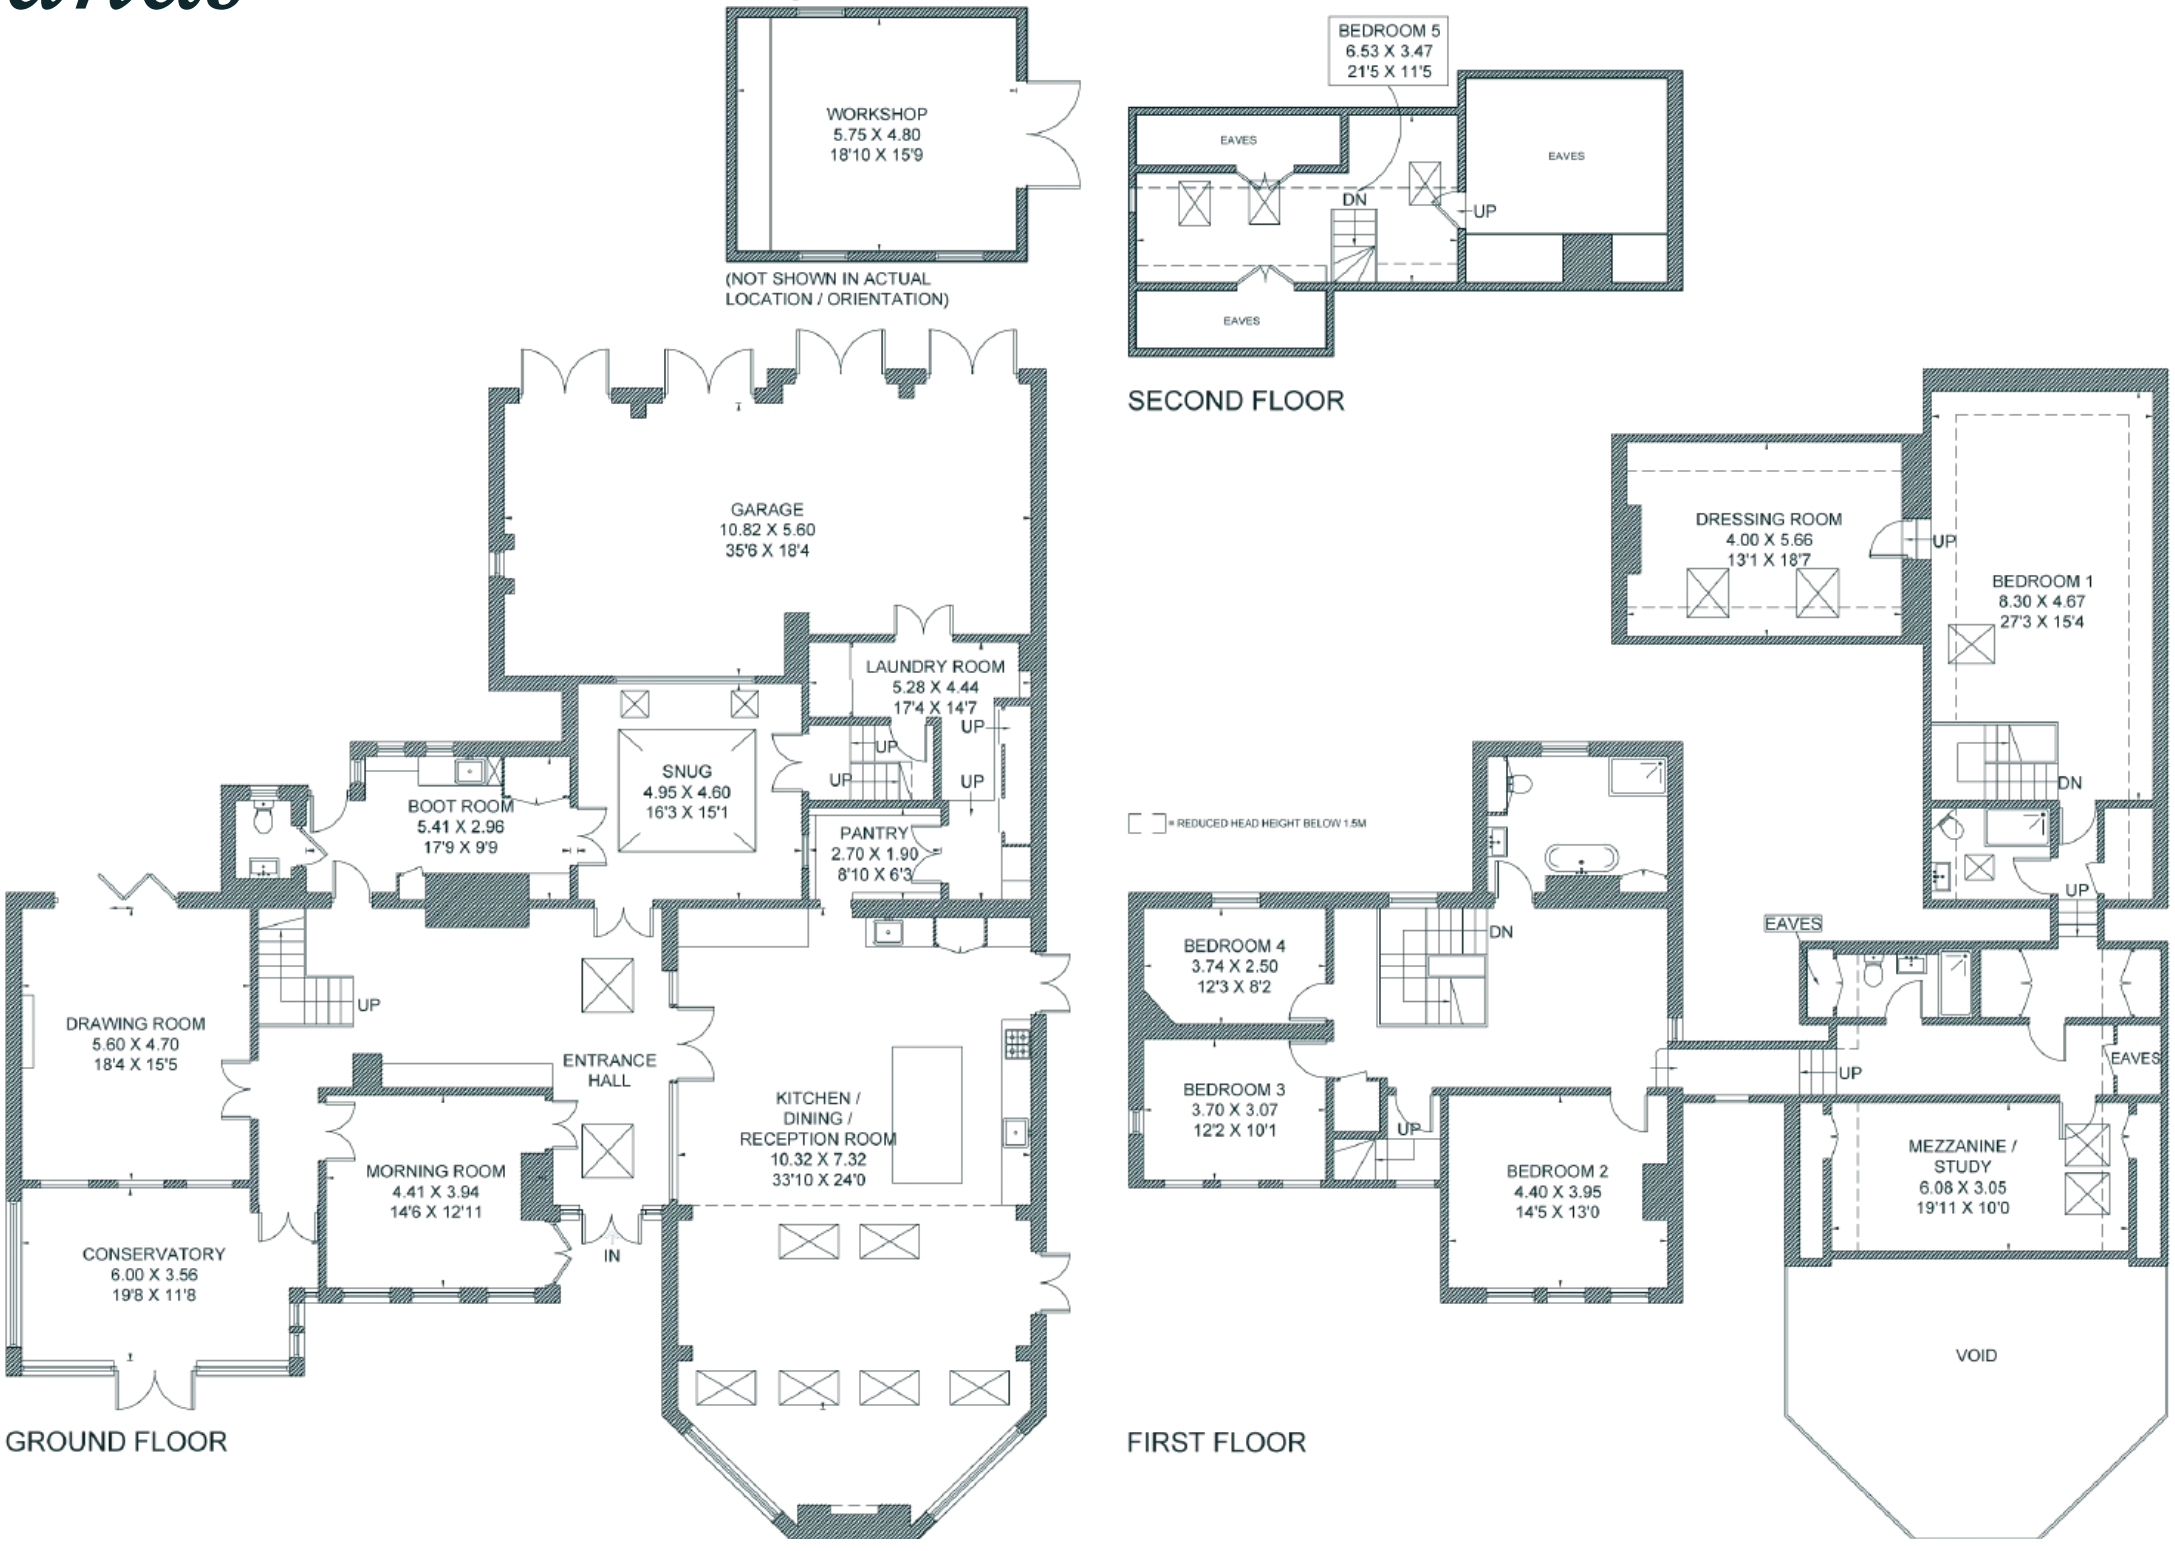 WORKSHOP
5.75 X 4.80
18'10 X 15'9
(NOT SHOWN IN ACTUAL
LOCATION / ORIENTATION)
BEDROOM 5
6.53 X 3.47
21'5 X 11'5
EAVES
EAVES
DN
UP
EAVES
SECOND FLOOR
GARAGE
10.82 X 5.60
35'6 X 18'4
LAUNDRY ROOM
5.28 X 4.44
17'4 X 14'7
UP
UP
UP
UP
SNUG
4.95 X 4.60
16'3 X 15'1
BOOT ROOM
5.41 X 2.96
17'9 X 9'9
PANTRY
2.70 X 1.90
8'10 X 6'3
UP
DRAWING ROOM
5.60 X 4.70
18'4 X 15'5
ENTRANCE
HALL
KITCHEN /
DINING /
RECEPTION ROOM
10.32 X 7.32
33'10 X 24'0
MORNING ROOM
4.41 X 3.94
14'6 X 12'11
IN
CONSERVATORY
6.00 X 3.56
19'8 X 11'8
GROUND FLOOR
DRESSING ROOM
4.00 X 5.66
13'1 X 18'7
UP
BEDROOM 1
8.30 X 4.67
27'3 X 15'4
DN
= REDUCED HEAD HEIGHT BELOW 1.5M
UP
EAVES
BEDROOM 4
3.74 X 2.50
12'3 X 8'2
DN
EAVES
UP
BEDROOM 3
3.70 X 3.07
12'2 X 10'1
UP
BEDROOM 2
4.40 X 3.95
14'5 X 13'0
MEZZANINE /
STUDY
6.08 X 3.05
19'11 X 10'0
VOID
FIRST FLOOR